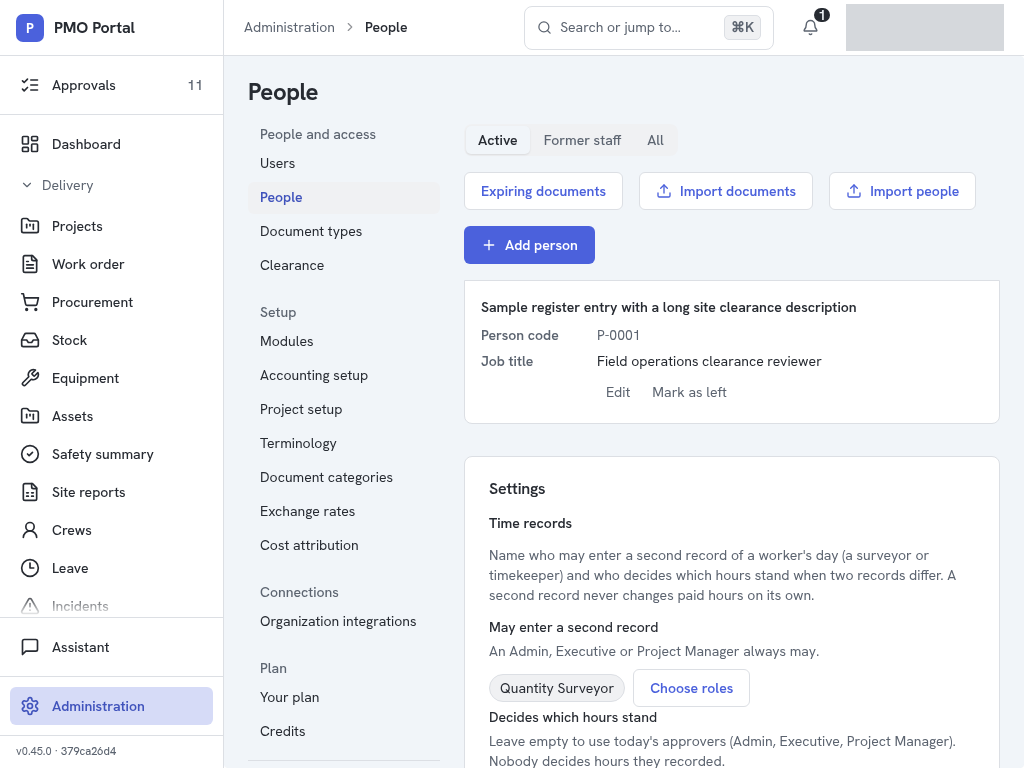 P PMO Portal
Administration > People
Search or jump to... ⌘K
1
Approvals 11
Dashboard
Delivery
Projects
Work order
Procurement
Stock
Equipment
Assets
Safety summary
Site reports
Crews
Leave
Incidents
Assistant
Administration
v0.45.0 · 379ca26d4
People
People and access
Users
People
Document types
Clearance
Setup
Modules
Accounting setup
Project setup
Terminology
Document categories
Exchange rates
Cost attribution
Connections
Organization integrations
Plan
Your plan
Credits
Active Former staff All
Expiring documents Import documents Import people
Add person
Sample register entry with a long site clearance description
Person code P-0001
Job title Field operations clearance reviewer
Edit Mark as left
Settings
Time records
Name who may enter a second record of a worker's day (a surveyor or
timekeeper) and who decides which hours stand when two records differ. A
second record never changes paid hours on its own.
May enter a second record
An Admin, Executive or Project Manager always may.
Quantity Surveyor Choose roles
Decides which hours stand
Leave empty to use today's approvers (Admin, Executive, Project Manager).
Nobody decides hours they recorded.